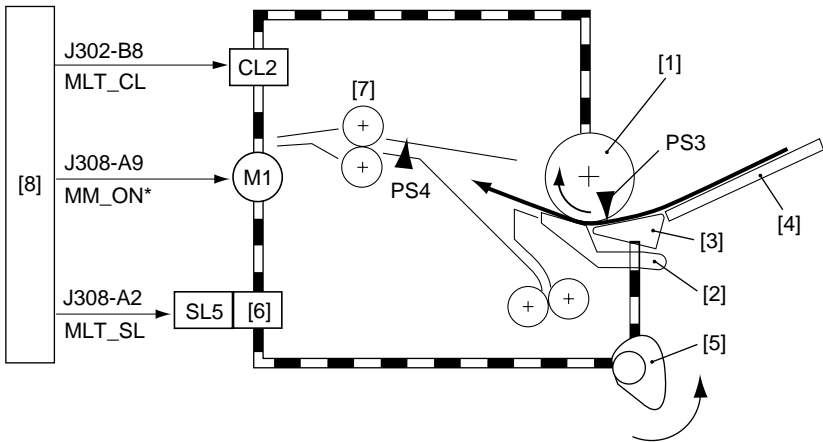 J302-B8
MLT_CL
CL2
[7]
[1]
PS3
[8]
J308-A9
MM_ON*
M1
PS4
[4]
[3]
[2]
J308-A2
MLT_SL
SL5
[6]
[5]